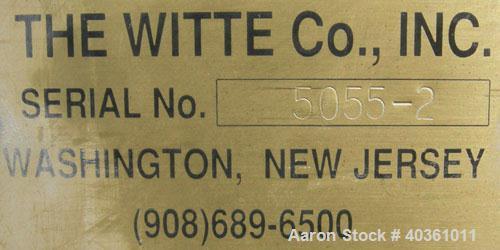 THE WITTE Co., INC.
SERIAL No. 5055-2
WASHINGTON, NEW JERSEY
(908)689-6500
Aaron Stock # 40361011